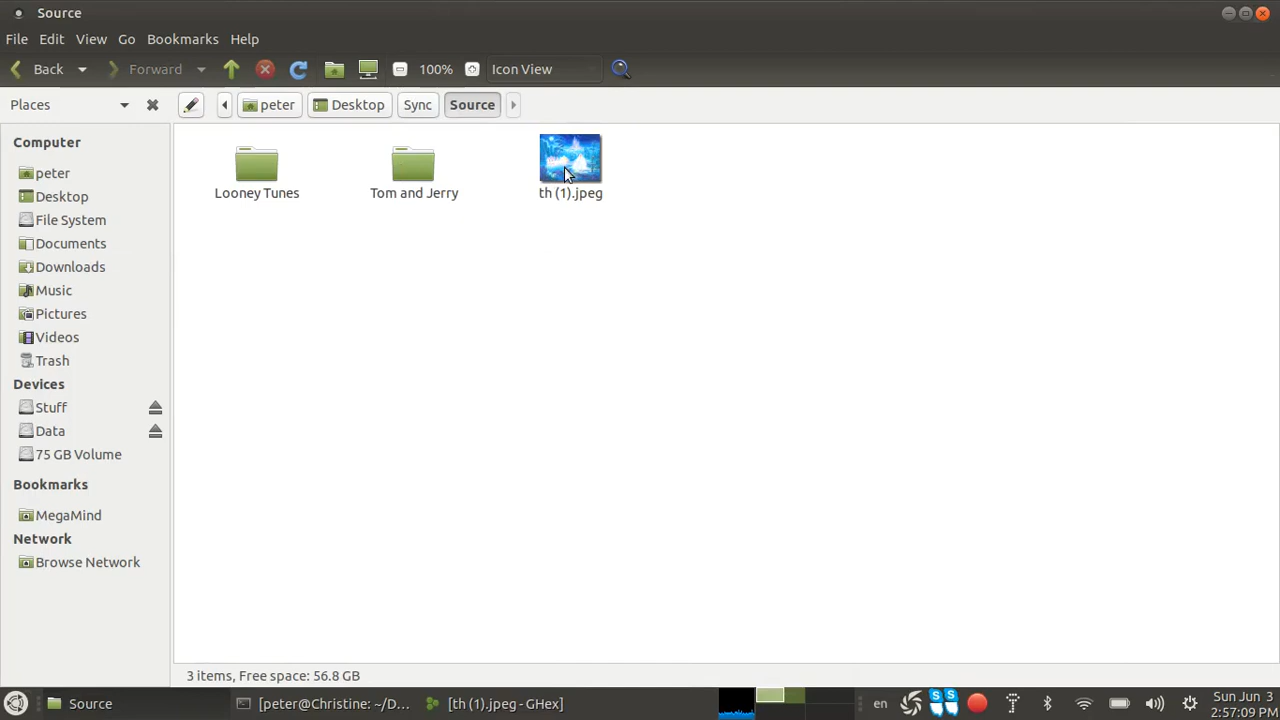 Source
File Edit View Go Bookmarks Help
Back Forward 100% Icon View
Places peter Desktop Sync Source
Computer
peter
Desktop
File System
Documents
Downloads
Music
Pictures
Videos
Trash
Devices
Stuff
Data
75 GB Volume
Bookmarks
MegaMind
Network
Browse Network
Looney Tunes Tom and Jerry th (1).jpeg
3 items, Free space: 56.8 GB
Source [peter@Christine: ~/D... [th (1).jpeg - GHex] en Sun Jun 3
2:57:09 PM